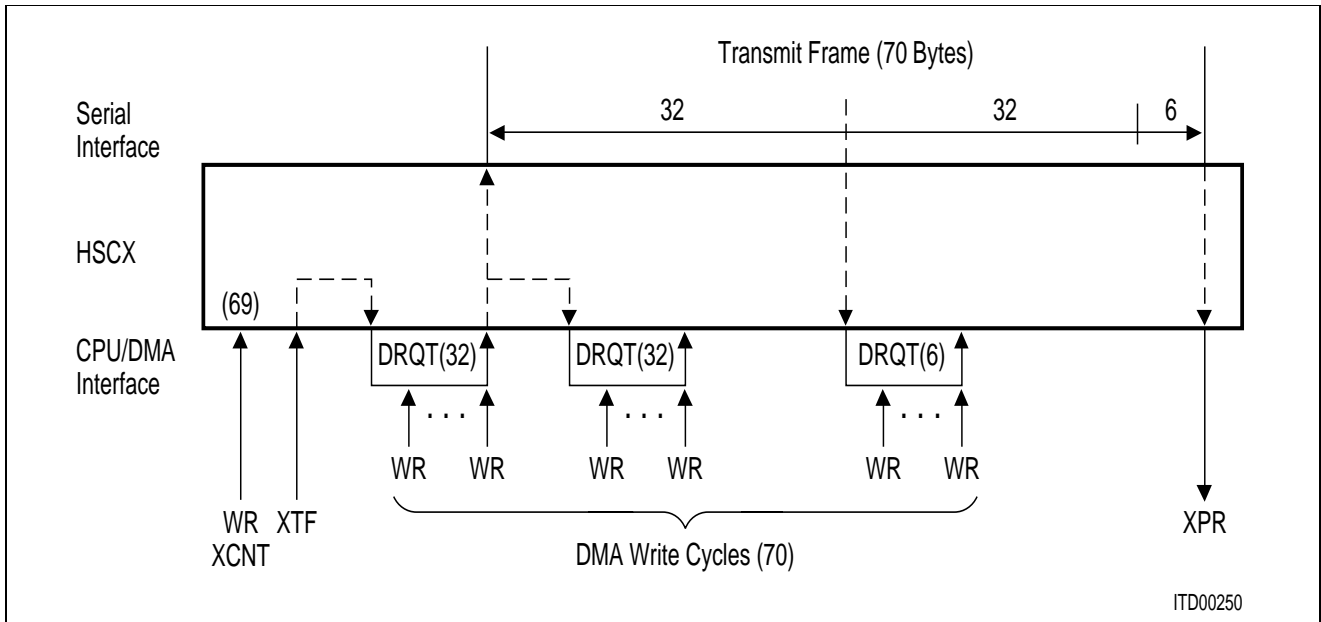 Transmit Frame (70 Bytes)
Serial
Interface
32 32 6
HSCX
(69)
CPU/DMA
Interface
DRQT(32) DRQT(32) DRQT(6)
. . . . . . . . .
WR WR WR WR WR WR
WR XTF
XCNT
DMA Write Cycles (70)
XPR
ITD00250